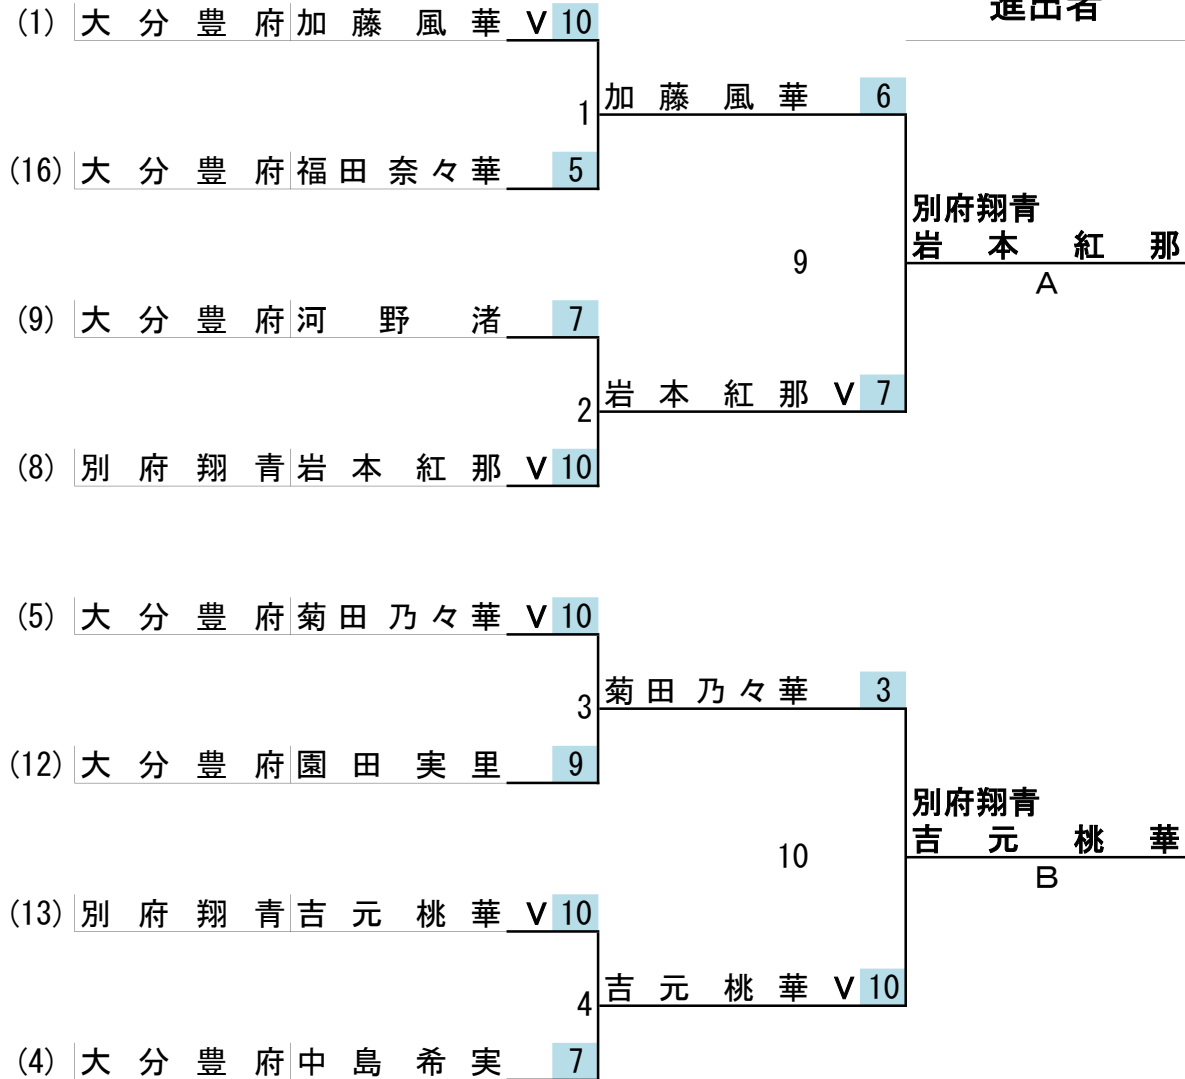 進出者
(1) 大分豊府 加藤風華 V 10
1 加藤風華 6
(16) 大分豊府 福田奈々華 5
別府翔青
9 岩本紅那
A
(9) 大分豊府 河野渚 7
2 岩本紅那 V 7
(8) 別府翔青 岩本紅那 V 10
(5) 大分豊府 菊田乃々華 V 10
3 菊田乃々華 3
(12) 大分豊府 園田実里 9
別府翔青
10 吉元桃華
B
(13) 別府翔青 吉元桃華 V 10
4 吉元桃華 V 10
(4) 大分豊府 中島希実 7